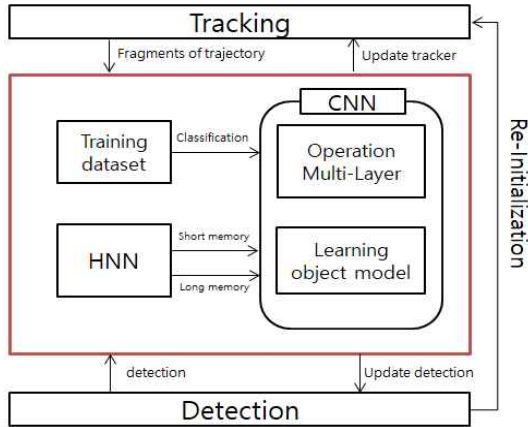 Tracking
Fragments of trajectory
Update tracker
CNN
Training
dataset
Classification
Operation
Multi-Layer
HNN
Short memory
Long memory
Learning
object model
Re-Initialization
detection
Update detection
Detection